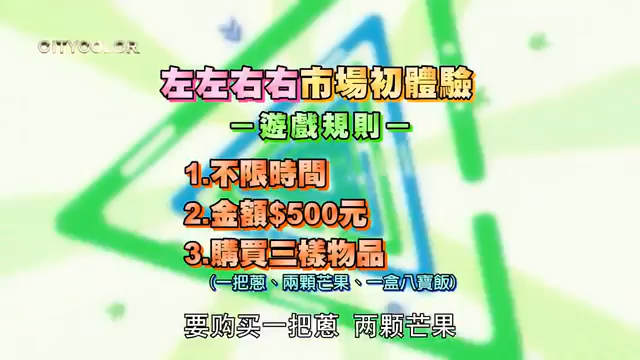 CITYCOLOR
左左右右市場初體驗
－遊戲規則－
1.不限時間
2.金額$500元
3.購買三樣物品
(一把蔥、兩顆芒果、一盒八寶飯)
要购买一把蔥 两颗芒果